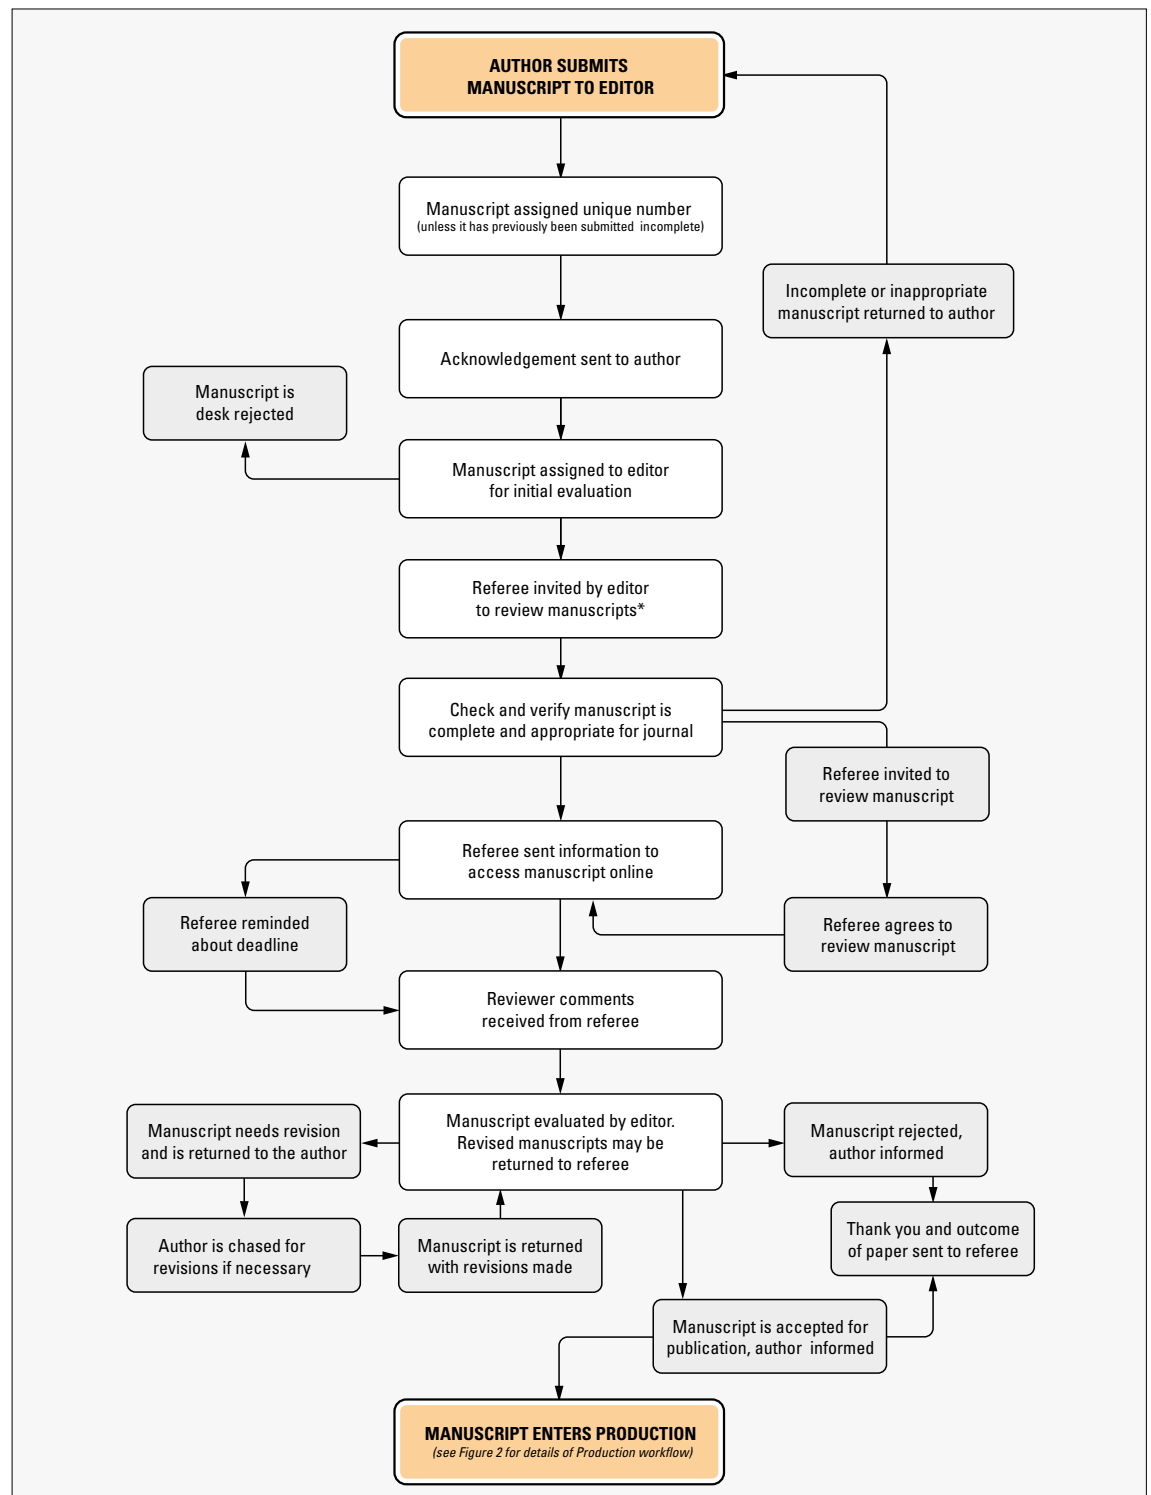 AUTHOR SUBMITS
MANUSCRIPT TO EDITOR
Manuscript assigned unique number
(unless it has previously been submitted incomplete)
Incomplete or inappropriate
manuscript returned to author
Acknowledgement sent to author
Manuscript is
desk rejected
Manuscript assigned to editor
for initial evaluation
Referee invited by editor
to review manuscripts*
Check and verify manuscript is
complete and appropriate for journal
Referee invited to
review manuscript
Referee sent information to
access manuscript online
Referee reminded
about deadline
Referee agrees to
review manuscript
Reviewer comments
received from referee
Manuscript needs revision
and is returned to the author
Manuscript evaluated by editor.
Revised manuscripts may be
returned to referee
Manuscript rejected,
author informed
Author is chased for
revisions if necessary
Manuscript is returned
with revisions made
Thank you and outcome
of paper sent to referee
Manuscript is accepted for
publication, author informed
MANUSCRIPT ENTERS PRODUCTION
(see Figure 2 for details of Production workflow)